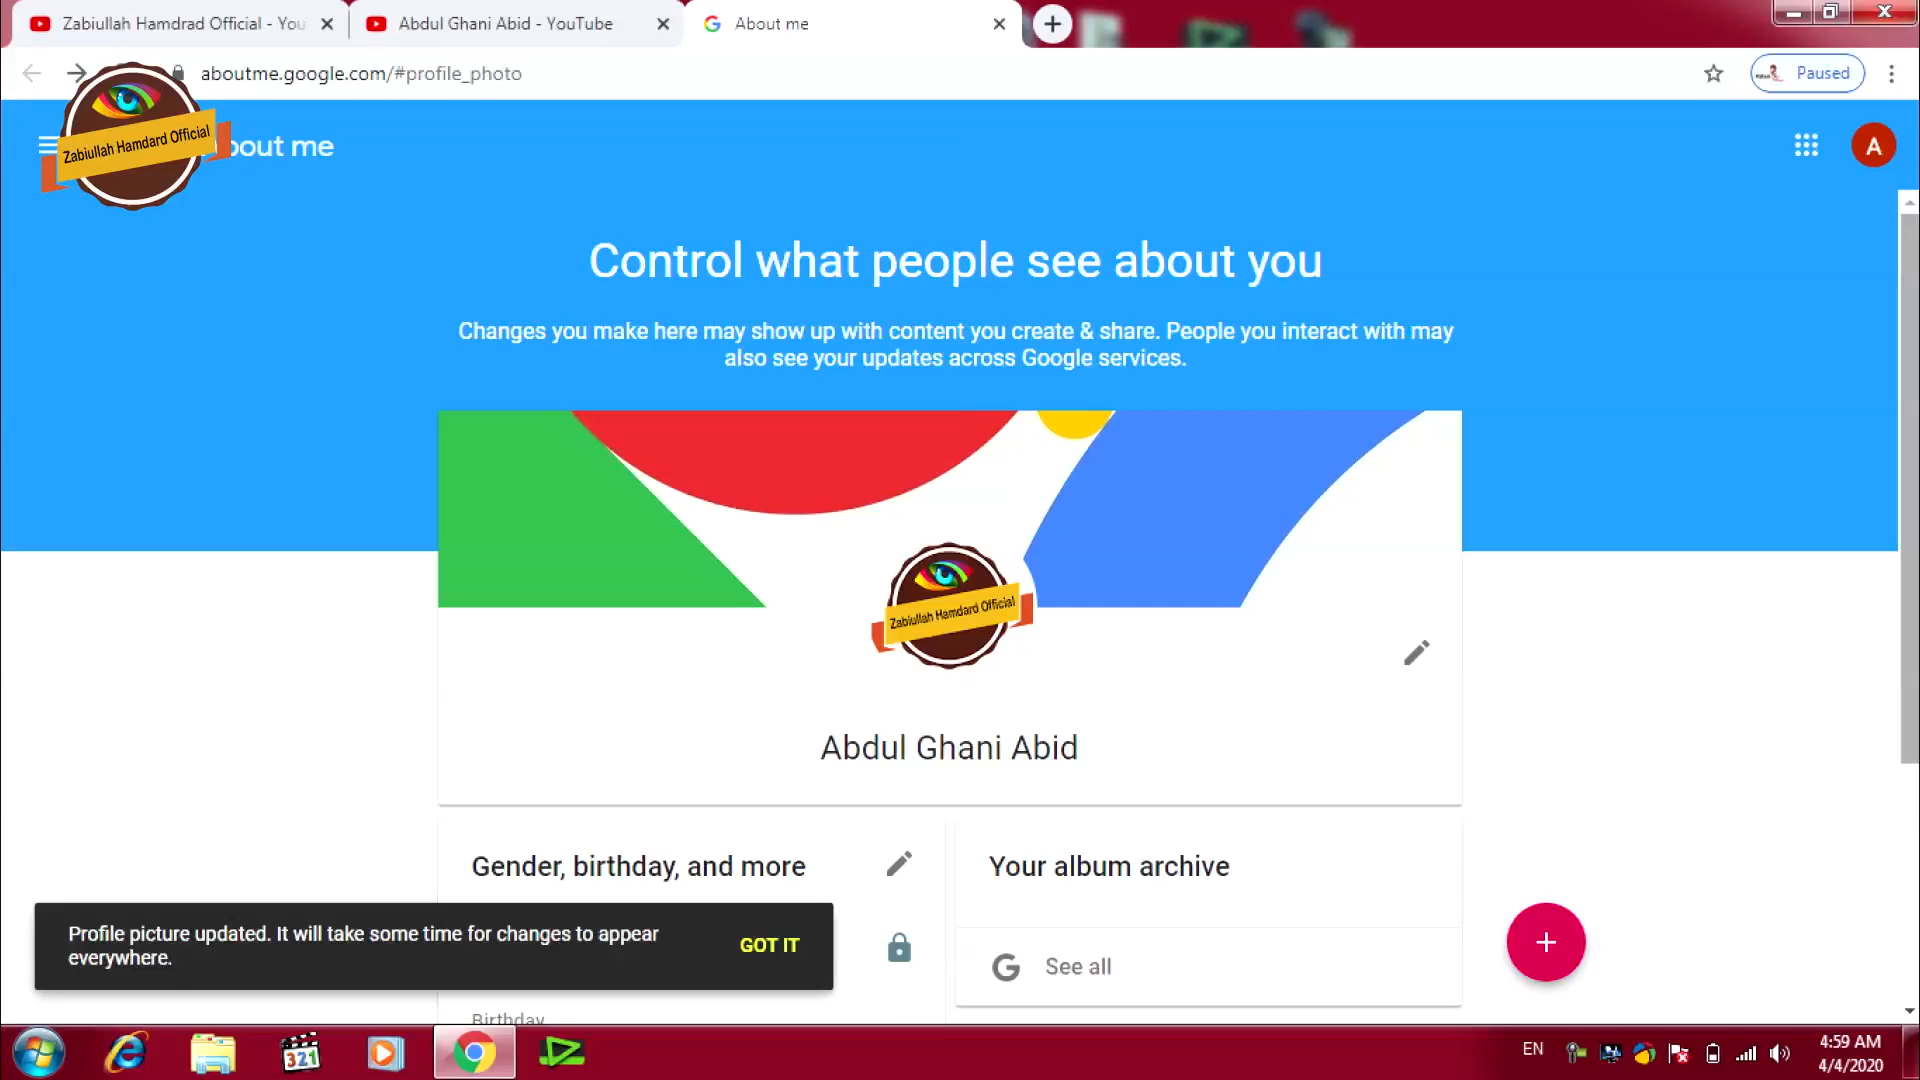 Zabiullah Hamdrad Official - You
Abdul Ghani Abid - YouTube
About me
aboutme.google.com/#profile_photo
Paused
Zabiullah Hamdard Official
bout me
A
Control what people see about you
Changes you make here may show up with content you create & share. People you interact with may
also see your updates across Google services.
Zabiullah Hamdard Official
Abdul Ghani Abid
Gender, birthday, and more
Your album archive
Profile picture updated. It will take some time for changes to appear
everywhere.
GOT IT
See all
Birthday
321
EN
4:59 AM
4/4/2020